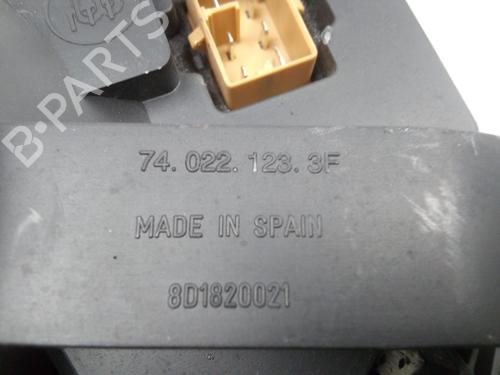 B-PARTS
74. 022. 123. 3F
MADE IN SPAIN
8D1820021